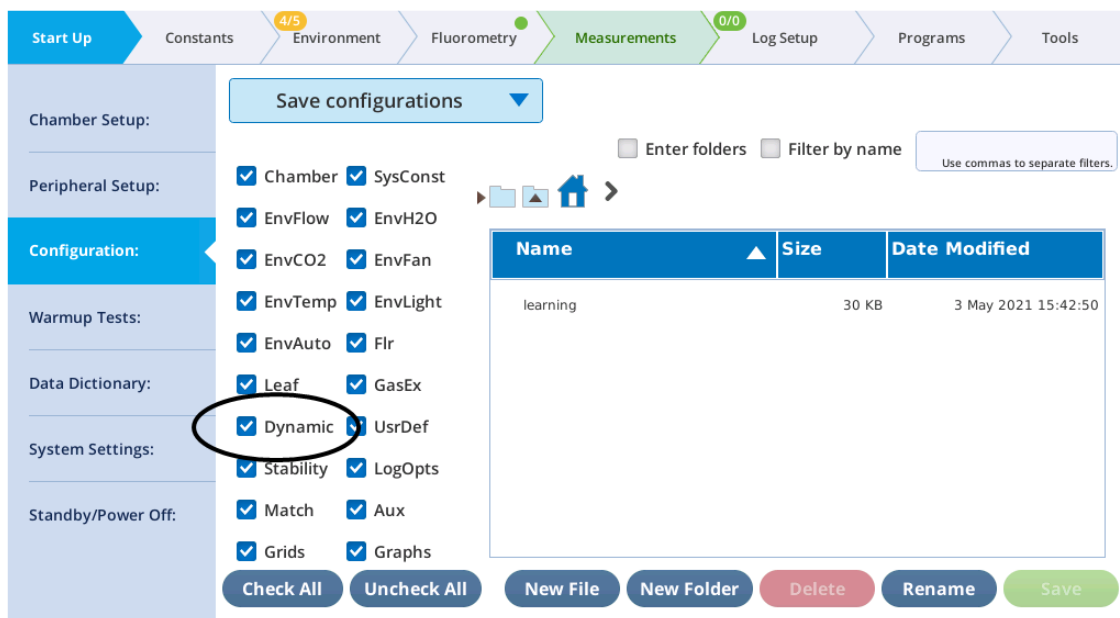 Start Up
Constants
4/5
Environment
Fluorometry
Measurements
0/0
Log Setup
Programs
Tools
Chamber Setup:
Peripheral Setup:
Configuration:
Warmup Tests:
Data Dictionary:
System Settings:
Standby/Power Off:
Save configurations
Enter folders
Filter by name
Use commas to separate filters.
Chamber SysConst
EnvFlow EnvH2O
EnvCO2 EnvFan
EnvTemp EnvLight
EnvAuto Flr
Leaf GasEx
Dynamic UsrDef
Stability LogOpts
Match Aux
Grids Graphs
Name Size Date Modified
learning 30 KB 3 May 2021 15:42:50
Check All
Uncheck All
New File
New Folder
Delete
Rename
Save